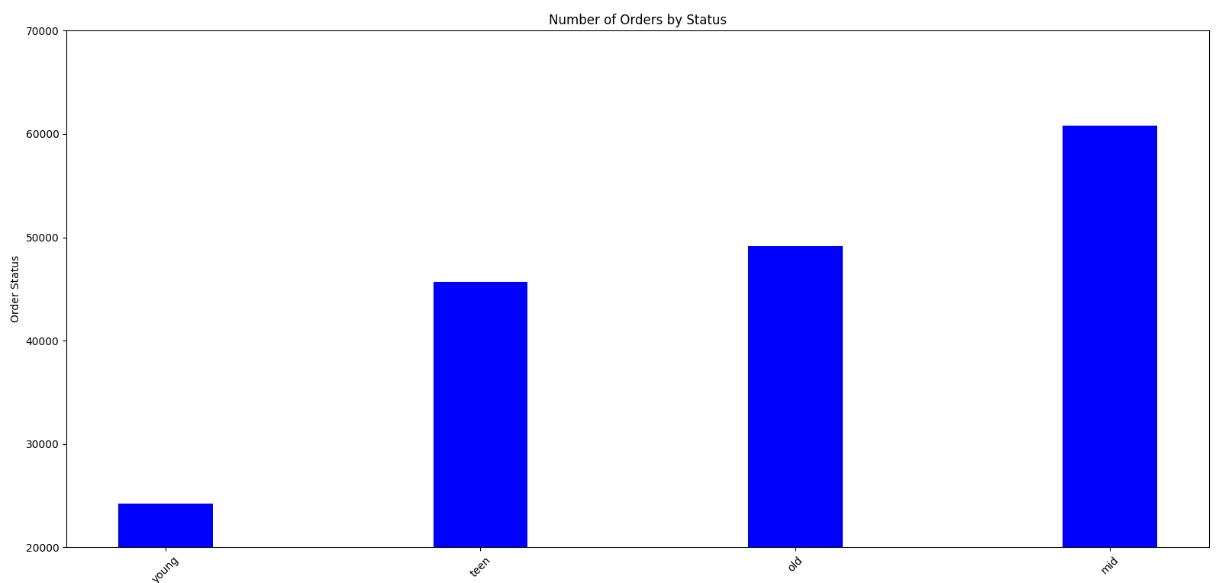 Number of Orders by Status
70000
60000
50000
40000
30000
20000
Order Status
young
teen
old
mid